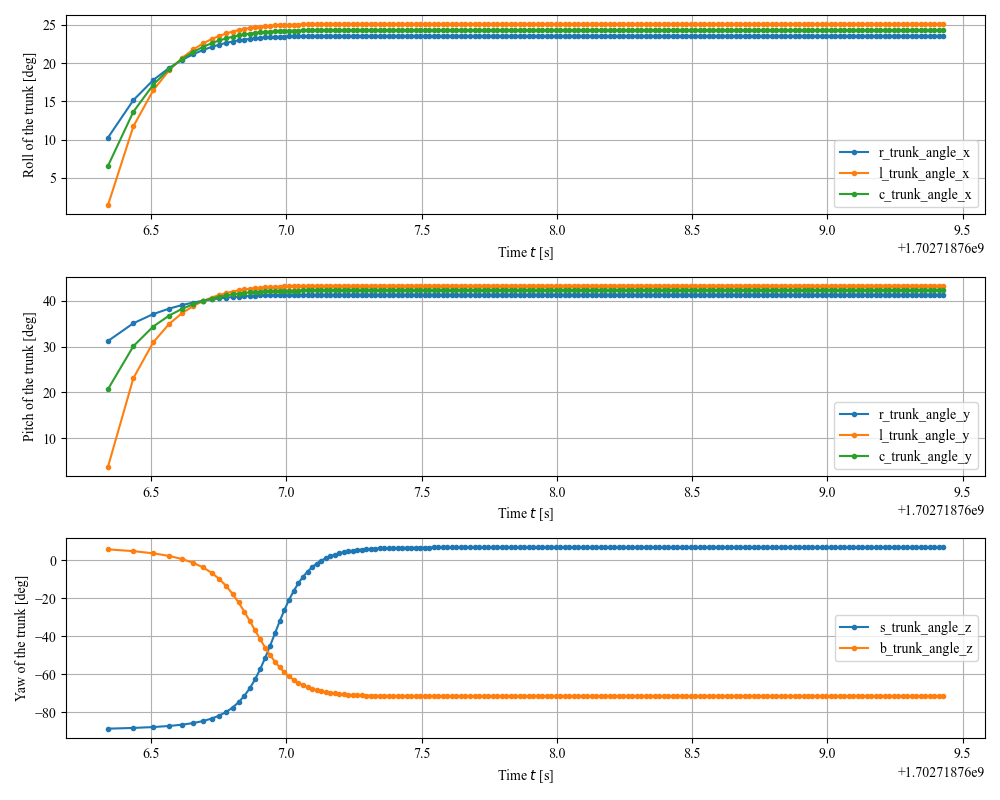 Roll of the trunk [deg]
25
20
15
10
5
r_trunk_angle_x
l_trunk_angle_x
c_trunk_angle_x
6.5 7.0 7.5 8.0 8.5 9.0 9.5
Time t [s]
+1.70271876e9
Pitch of the trunk [deg]
40
30
20
10
r_trunk_angle_y
l_trunk_angle_y
c_trunk_angle_y
6.5 7.0 7.5 8.0 8.5 9.0 9.5
Time t [s]
+1.70271876e9
Yaw of the trunk [deg]
0
−20
−40
−60
−80
s_trunk_angle_z
b_trunk_angle_z
6.5 7.0 7.5 8.0 8.5 9.0 9.5
Time t [s]
+1.70271876e9